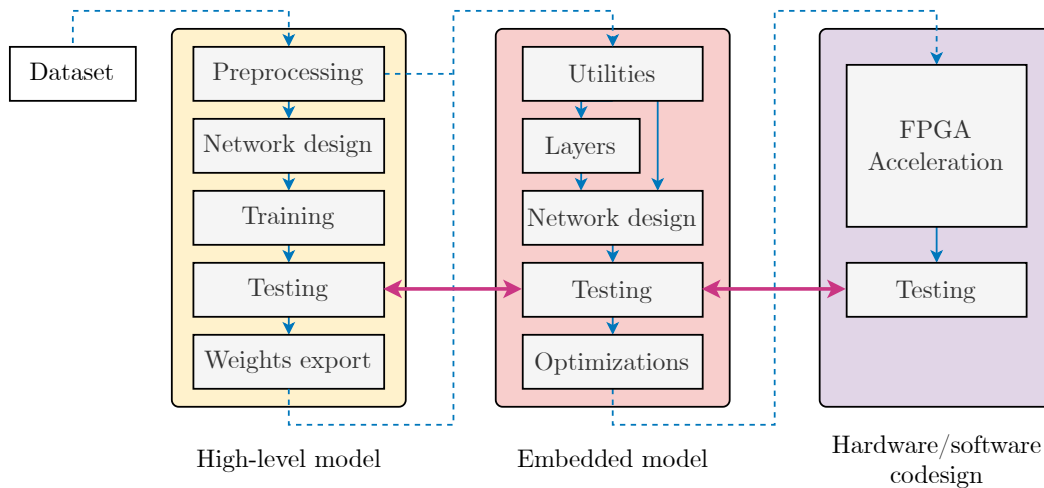 Dataset
Preprocessing
Network design
Training
Testing
Weights export
High-level model
Utilities
Layers
Network design
Testing
Optimizations
Embedded model
FPGA
Acceleration
Testing
Hardware/software
codesign